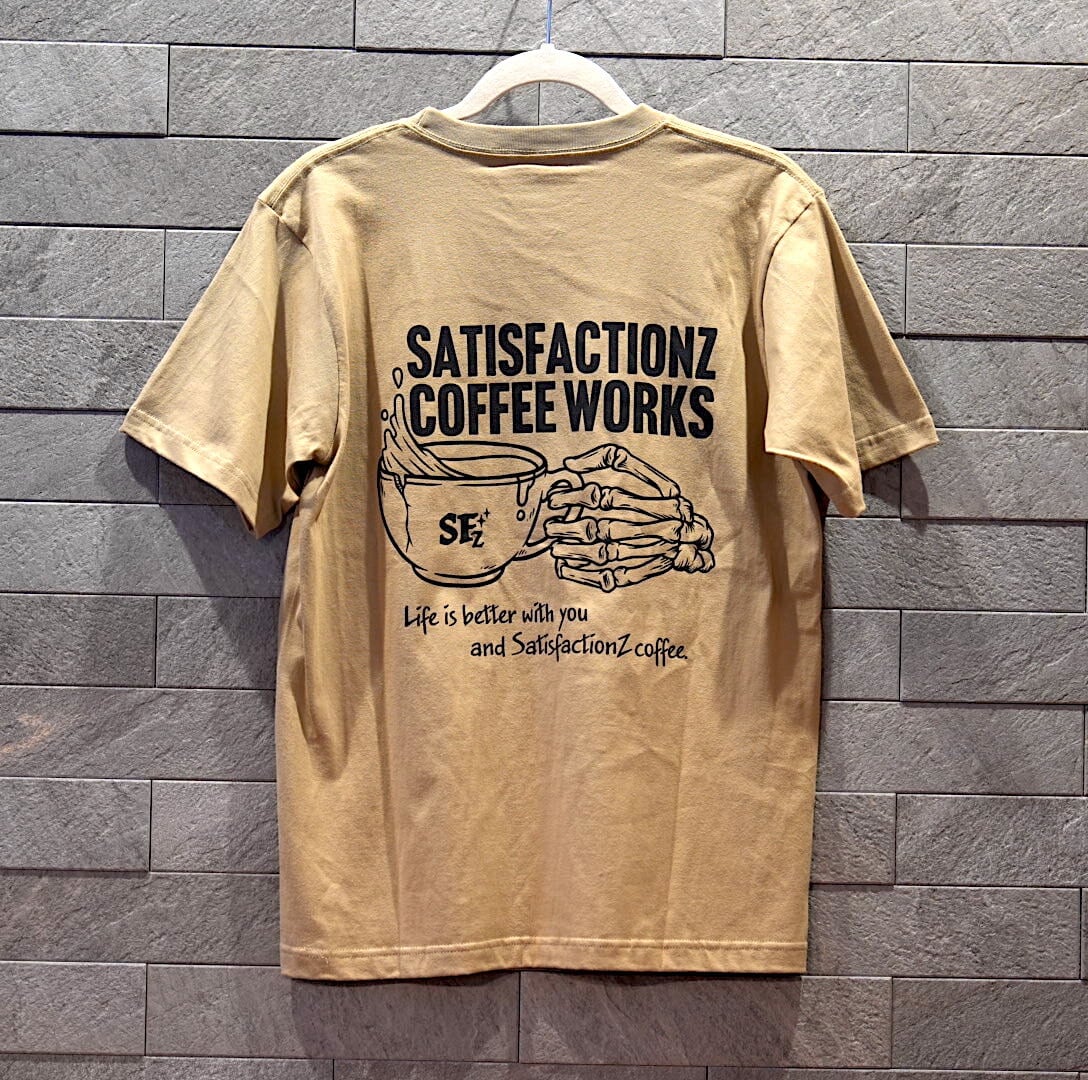 SATISFACTIONZ
COFFEE WORKS
SFZ
Life is better with you
and SatisfactionZ coffee.